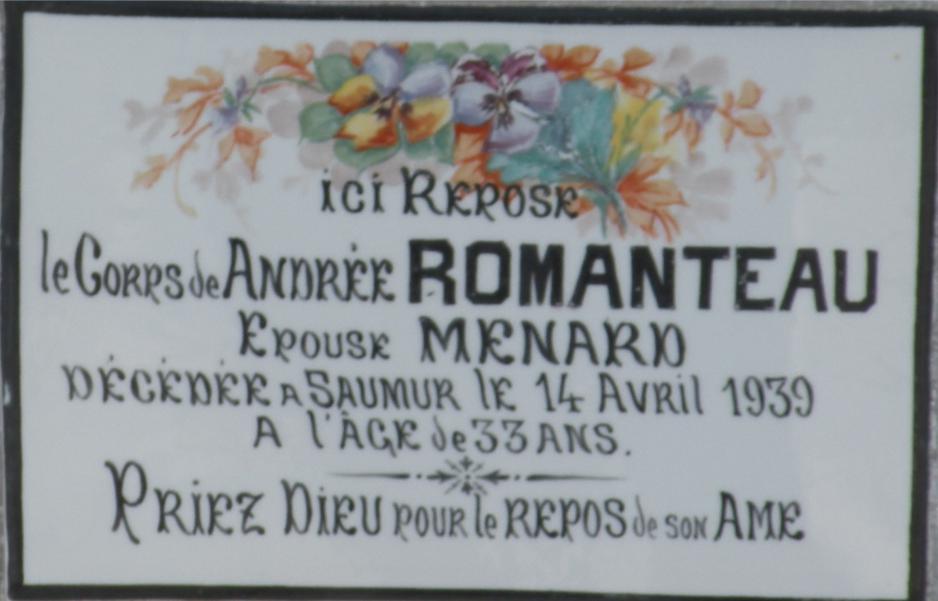 ici Repose
le Corps de Andrée ROMANTEAU
Epouse MENARD
DÉCÉDÉE A SAUMUR lE 14 Avril 1939
A l'ÂGE de 33 ANS.
PRIEZ DIEU POUR le REPOS de SON AME